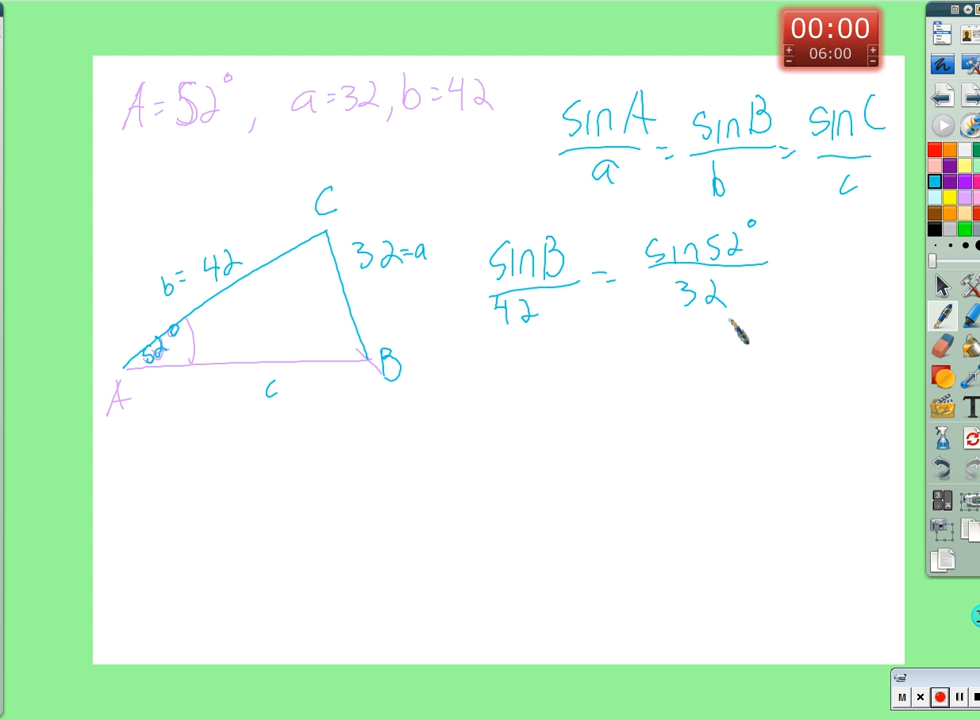 00:00
06:00
A = 52°, a = 32, b = 42
sin A / a = sin B / b = sin C / c
C
b = 42
32 = a
sin B / 42 = sin 52° / 32
52°
A
c
B
T
M